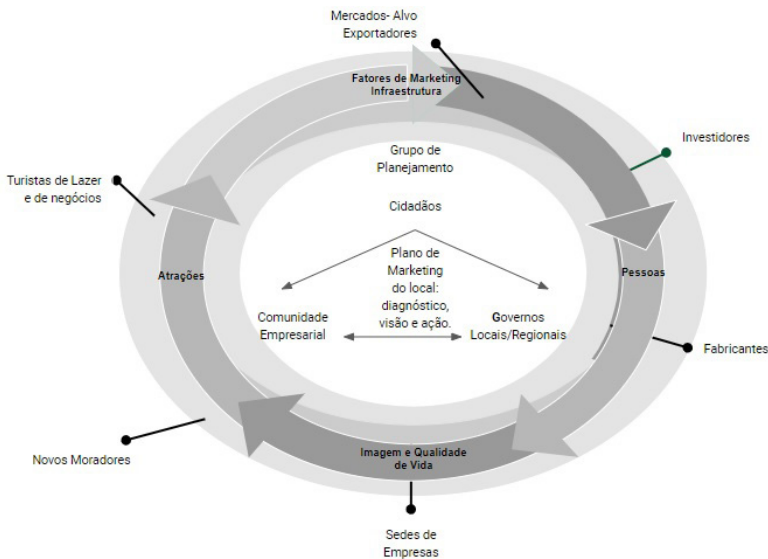 Mercados- Alvo
Exportadores
Fatores de Marketing
Infraestrutura
Investidores
Grupo de
Planejamento
Turistas de Lazer
e de negócios
Cidadãos
Atrações
Plano de
Marketing
do local:
diagnóstico,
visão e ação.
Pessoas
Comunidade
Empresarial
Governos
Locais/Regionais
Fabricantes
Novos Moradores
Imagem e Qualidade
de Vida
Sedes de
Empresas